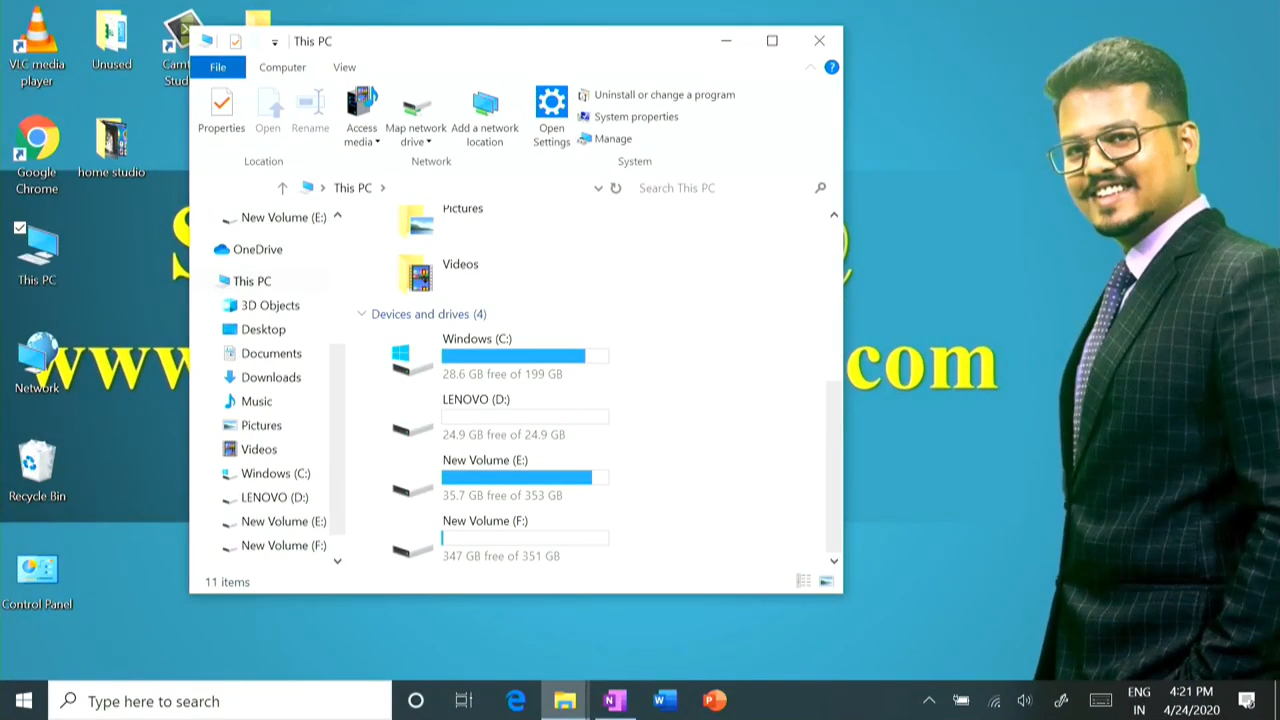 VLC media
player
Unused
Camt
Stud
Google
Chrome
home studio
This PC
Network
Recycle Bin
Control Panel
This PC
File
Computer
View
Properties
Open
Rename
Access
media
Map network
drive
Add a network
location
Open
Settings
Uninstall or change a program
System properties
Manage
Location
Network
System
This PC
Search This PC
New Volume (E:)
OneDrive
This PC
3D Objects
Desktop
Documents
Downloads
Music
Pictures
Videos
Windows (C:)
LENOVO (D:)
New Volume (E:)
New Volume (F:)
Pictures
Videos
Devices and drives (4)
Windows (C:)
28.6 GB free of 199 GB
LENOVO (D:)
24.9 GB free of 24.9 GB
New Volume (E:)
35.7 GB free of 353 GB
New Volume (F:)
347 GB free of 351 GB
11 items
www.
com
Type here to search
ENG
IN
4:21 PM
4/24/2020